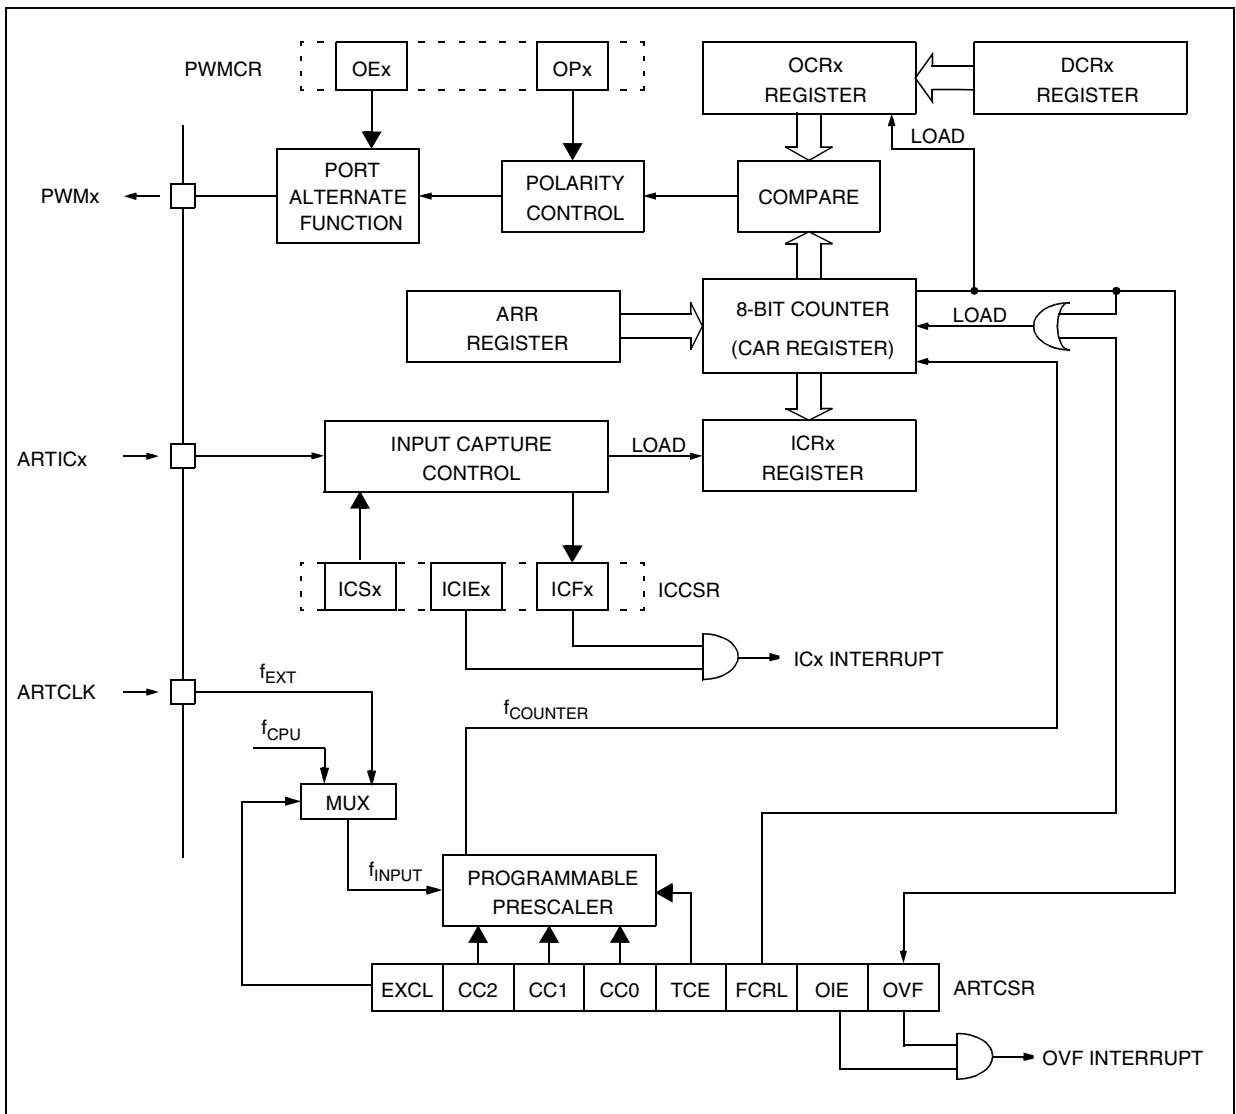 PWMCR
OEx
OPx
OCRx
REGISTER
DCRx
REGISTER
LOAD
PWMx
PORT
ALTERNATE
FUNCTION
POLARITY
CONTROL
COMPARE
ARR
REGISTER
8-BIT COUNTER
(CAR REGISTER)
LOAD
ARTICx
INPUT CAPTURE
CONTROL
LOAD
ICRx
REGISTER
ICSx
ICIEx
ICFx
ICCSR
ICx INTERRUPT
ARTCLK
fEXT
fCPU
fCOUNTER
MUX
fINPUT
PROGRAMMABLE
PRESCALER
EXCL
CC2
CC1
CC0
TCE
FCRL
OIE
OVF
ARTCSR
OVF INTERRUPT